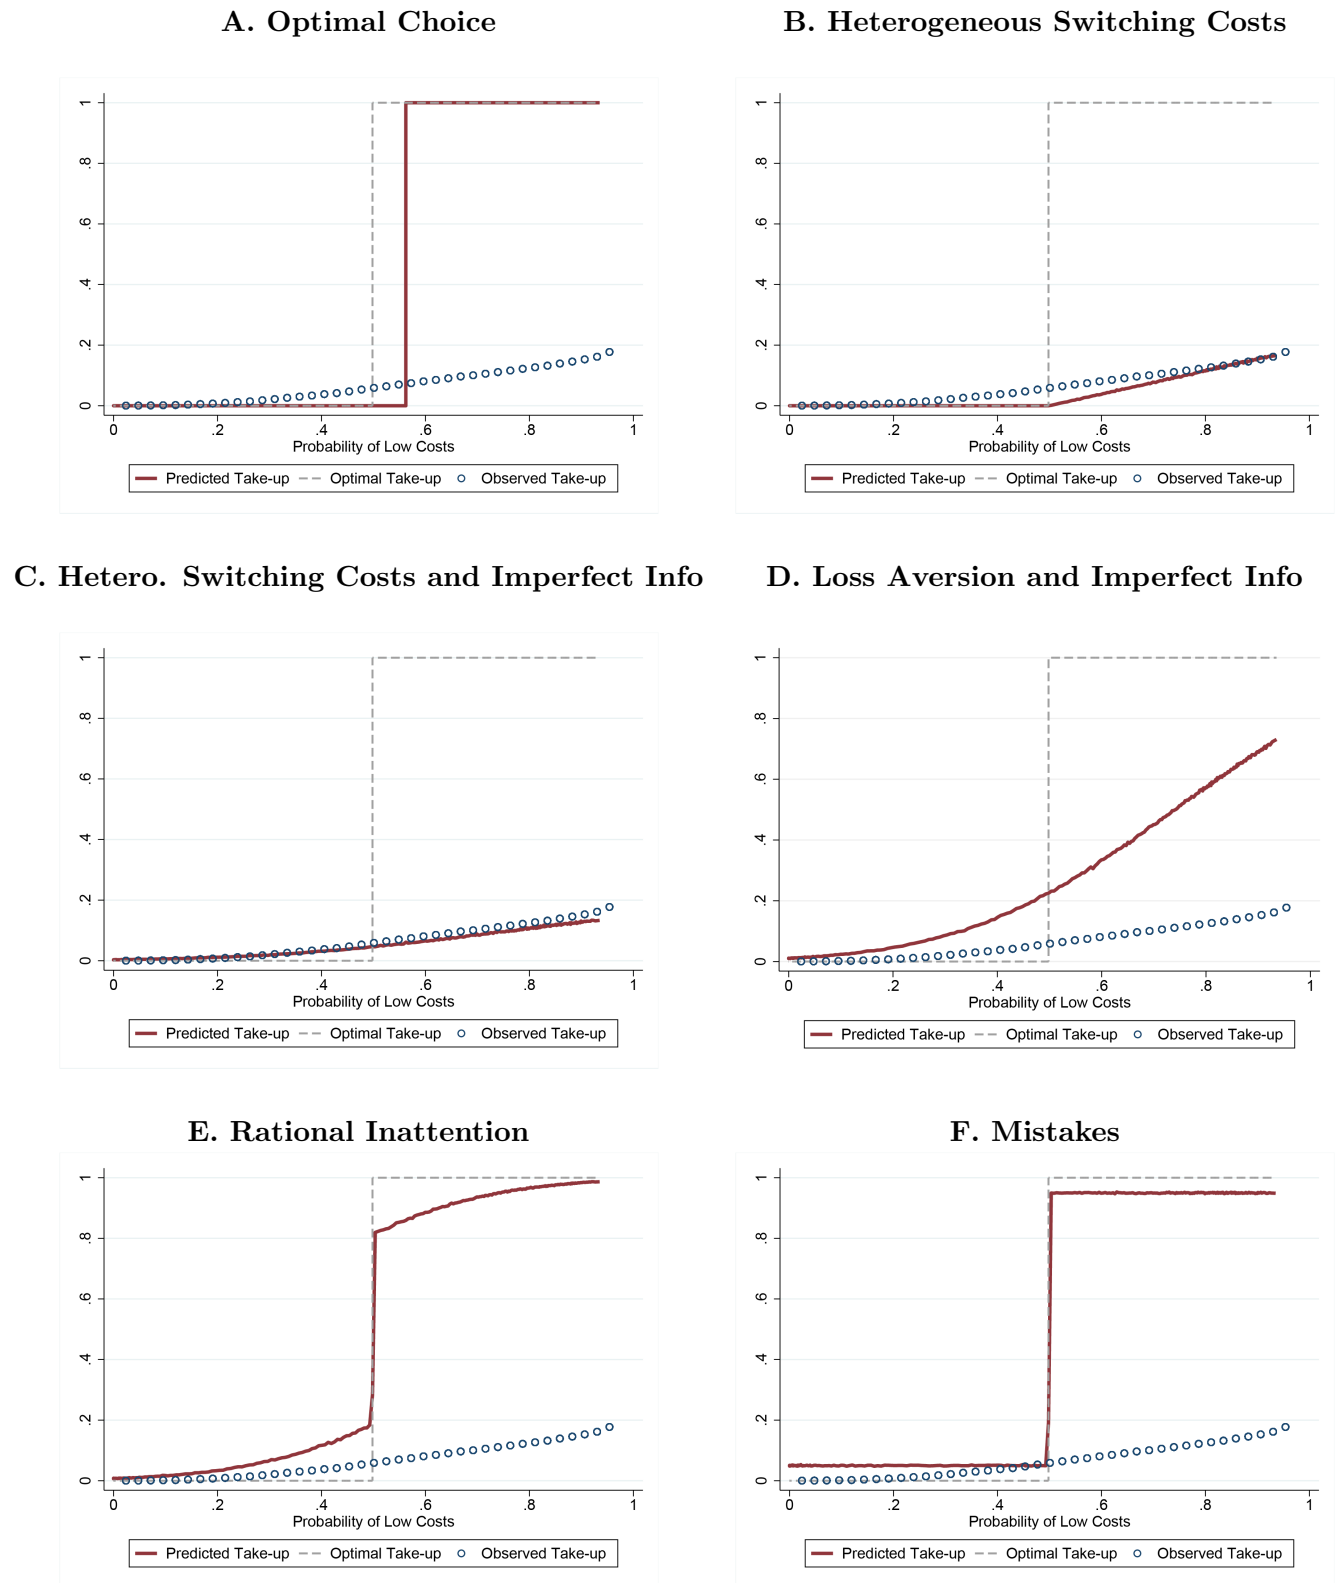 A. Optimal Choice
1
.8
.6
.4
.2
0
0 .2 .4 .6 .8 1
Probability of Low Costs
Predicted Take-up Optimal Take-up Observed Take-up
B. Heterogeneous Switching Costs
1
.8
.6
.4
.2
0
0 .2 .4 .6 .8 1
Probability of Low Costs
Predicted Take-up Optimal Take-up Observed Take-up
C. Hetero. Switching Costs and Imperfect Info
1
.8
.6
.4
.2
0
0 .2 .4 .6 .8 1
Probability of Low Costs
Predicted Take-up Optimal Take-up Observed Take-up
D. Loss Aversion and Imperfect Info
1
.8
.6
.4
.2
0
0 .2 .4 .6 .8 1
Probability of Low Costs
Predicted Take-up Optimal Take-up Observed Take-up
E. Rational Inattention
1
.8
.6
.4
.2
0
0 .2 .4 .6 .8 1
Probability of Low Costs
Predicted Take-up Optimal Take-up Observed Take-up
F. Mistakes
1
.8
.6
.4
.2
0
0 .2 .4 .6 .8 1
Probability of Low Costs
Predicted Take-up Optimal Take-up Observed Take-up